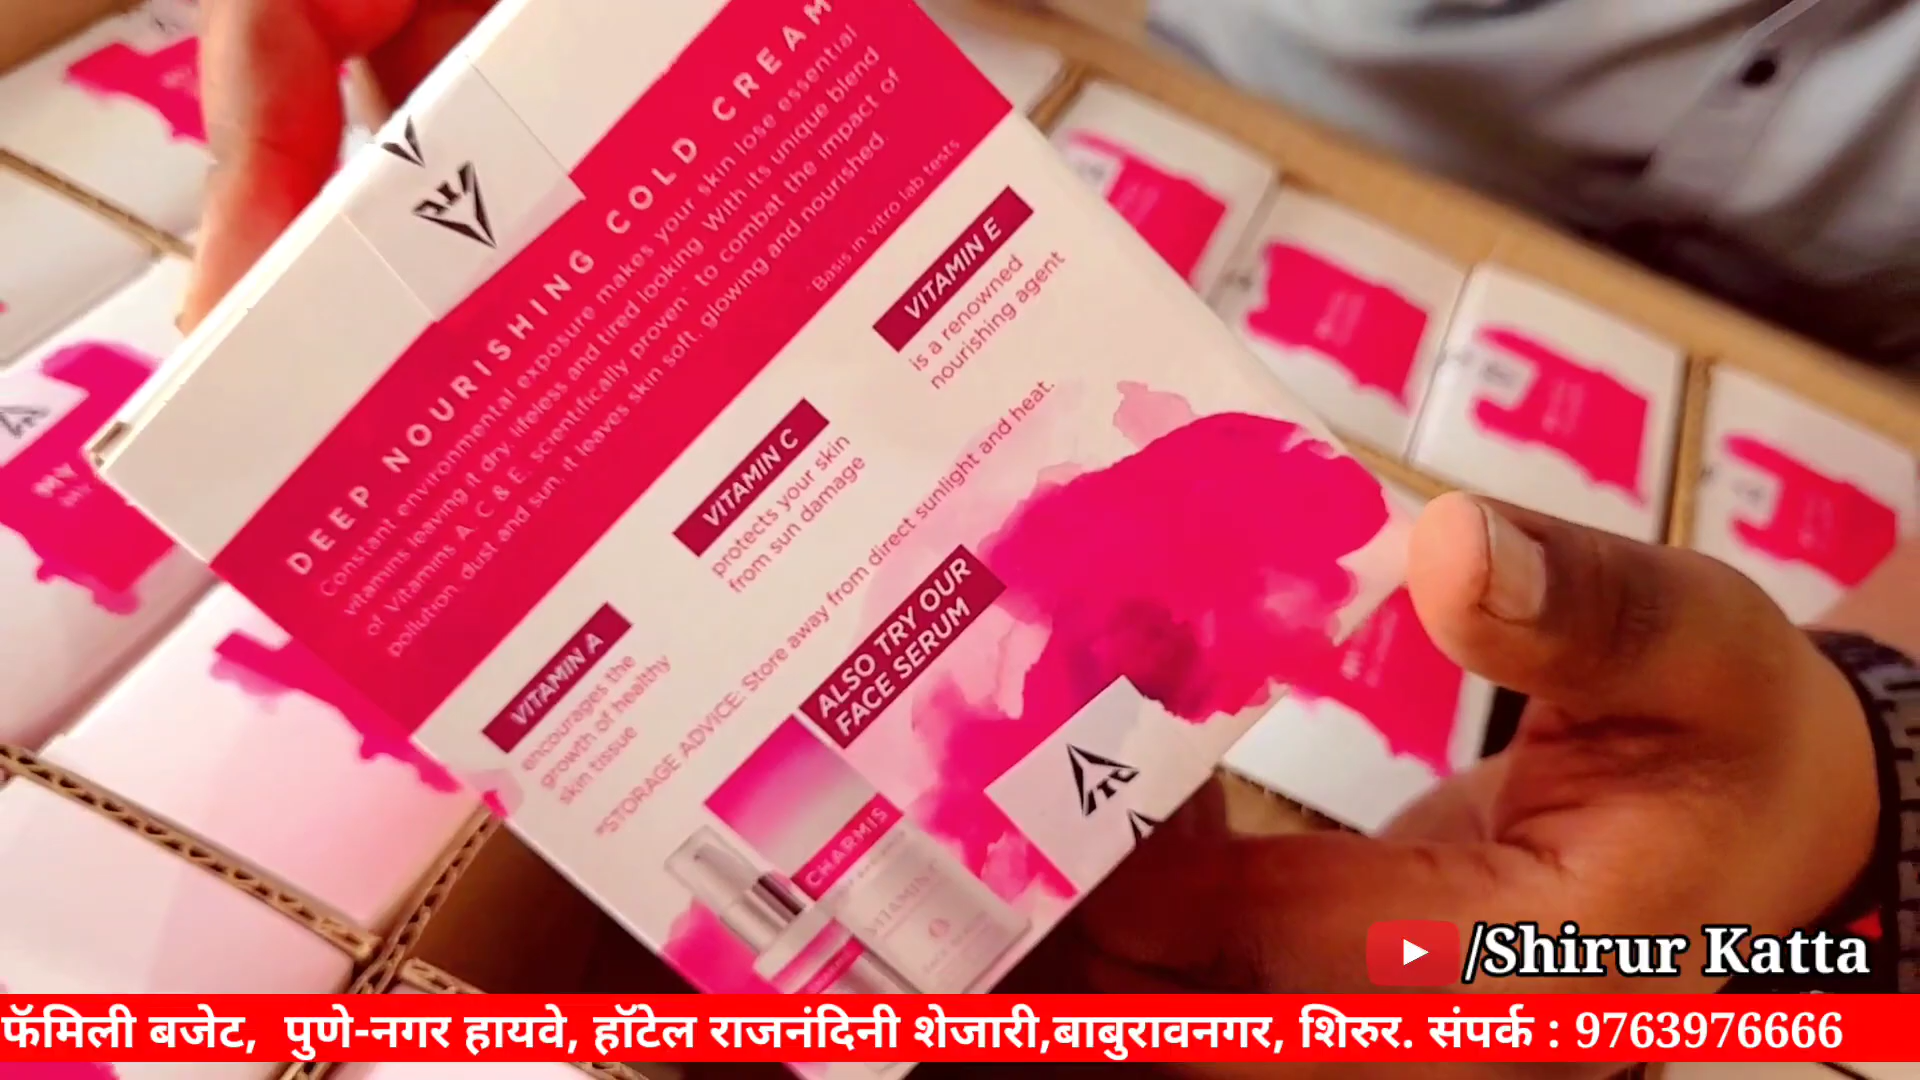 DEEP NOURISHING COLD CREAM
Constant environmental exposure makes your skin lose essential
vitamins leaving it dry, lifeless and tired looking. With its unique blend
of Vitamins A, C & E, scientifically proven* to combat the impact of
pollution, dust and sun, it leaves skin soft, glowing and nourished.
*Basis in vitro lab tests
VITAMIN A
encourages the
growth of healthy
skin tissue
VITAMIN C
protects your skin
from sun damage
VITAMIN E
is a renowned
nourishing agent
*STORAGE ADVICE: Store away from direct sunlight and heat.
ALSO TRY OUR
FACE SERUM
CHARMIS
MY
/Shirur Katta
फॅमिली बजेट, पुणे-नगर हायवे, हॉटेल राजनंदिनी शेजारी,बाबुरावनगर, शिरुर. संपर्क : 9763976666